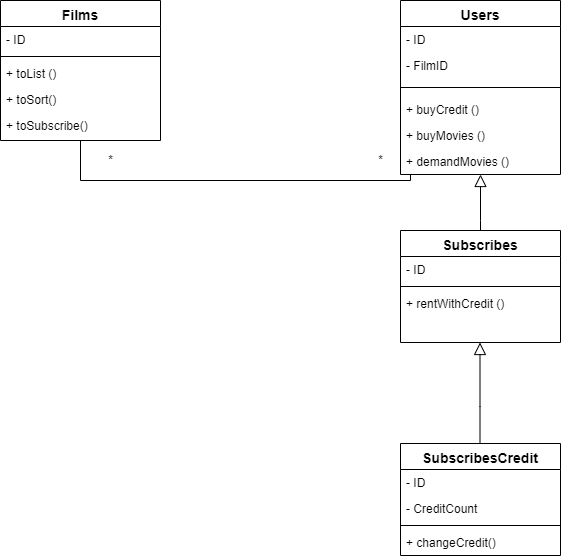 Films
- ID
+ toList ()
+ toSort()
+ toSubscribe()
Users
- ID
- FilmID
+ buyCredit ()
+ buyMovies ()
+ demandMovies ()
*
*
Subscribes
- ID
+ rentWithCredit ()
SubscribesCredit
- ID
- CreditCount
+ changeCredit()